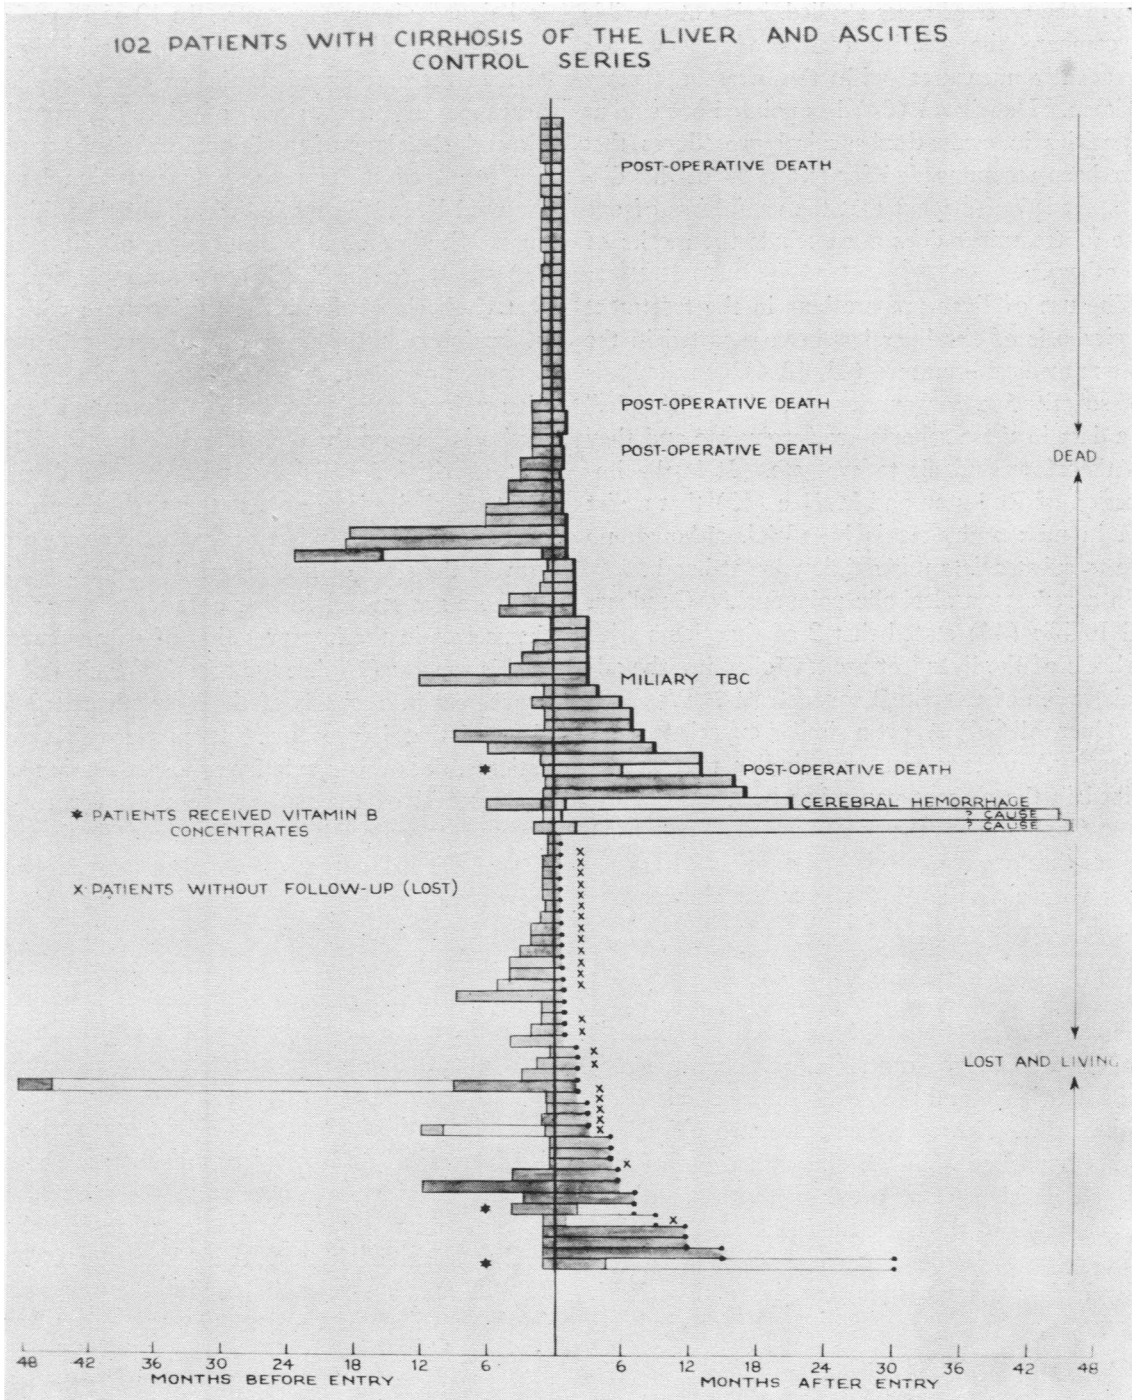 102 PATIENTS WITH CIRRHOSIS OF THE LIVER AND ASCITES
CONTROL SERIES
POST-OPERATIVE DEATH
POST-OPERATIVE DEATH
POST-OPERATIVE DEATH
DEAD
MILIARY TBC
* POST-OPERATIVE DEATH
CEREBRAL HEMORRHAGE
? CAUSE
? CAUSE
* PATIENTS RECEIVED VITAMIN B
CONCENTRATES
X
X
X
X
X
X
X
X
X
X
X
X
X
X-PATIENTS WITHOUT FOLLOW-UP (LOST)
X
X
X
X
LOST AND LIVING
X
X
X
X
X
X
* X
*
48 42 36 30 24 18 12 6 6 12 18 24 30 36 42 48
MONTHS BEFORE ENTRY MONTHS AFTER ENTRY